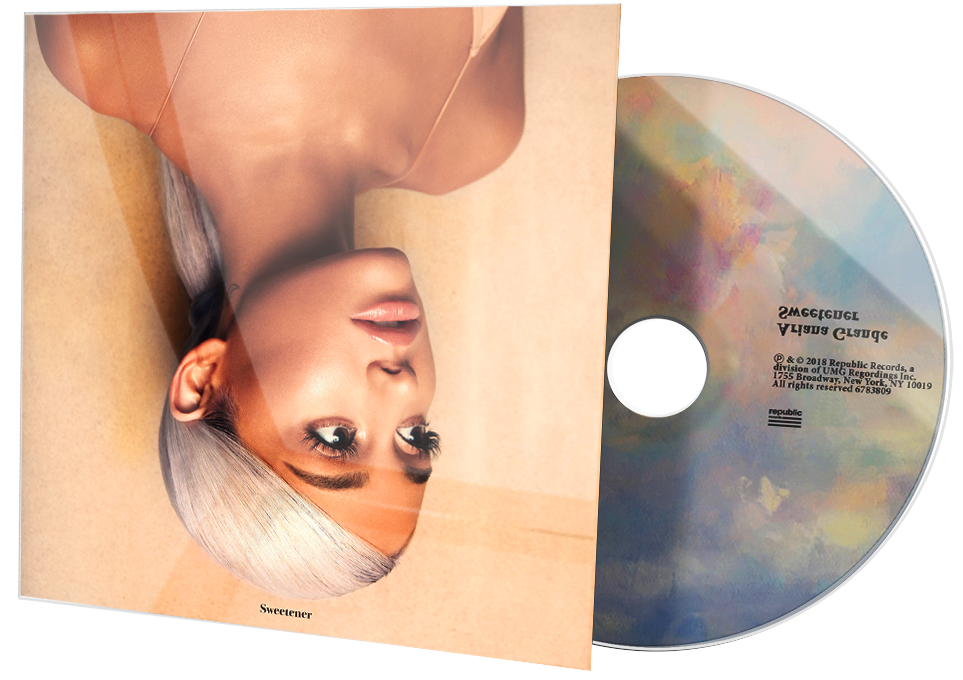 Sweetener
Sweetener
Ariana Grande
℗ & © 2018 Republic Records, a
division of UMG Regordings Inc.
1755 Broadway, New York, NY 10019
All rights reserved 6783809
republic